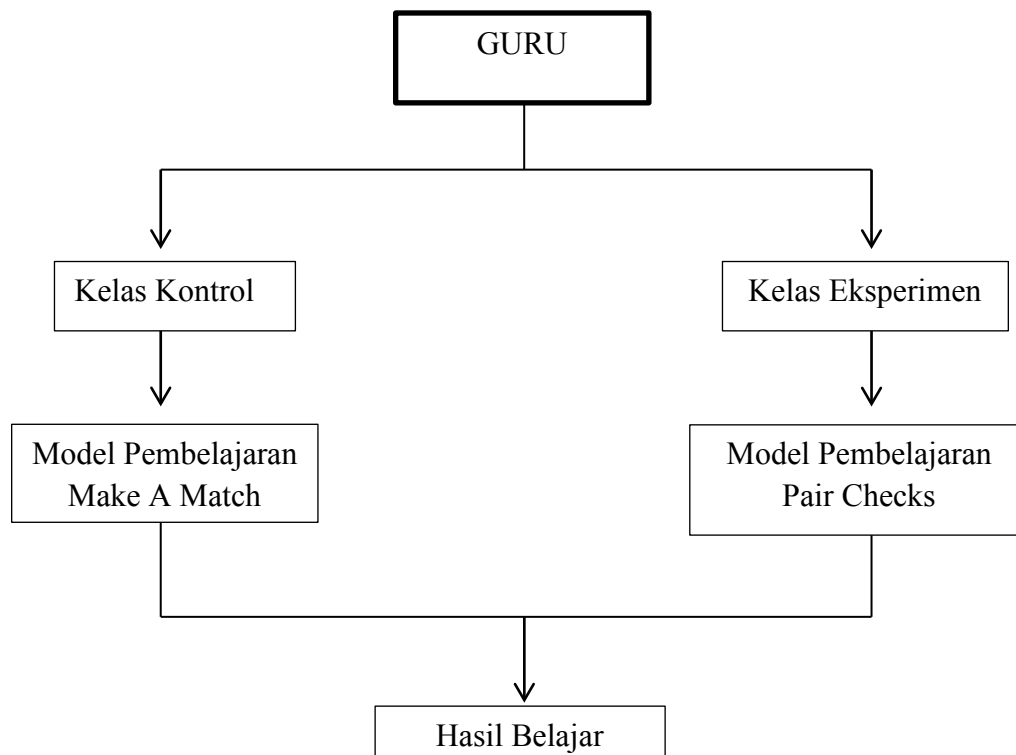 GURU
Kelas Kontrol
Kelas Eksperimen
Model Pembelajaran
Make A Match
Model Pembelajaran
Pair Checks
Hasil Belajar